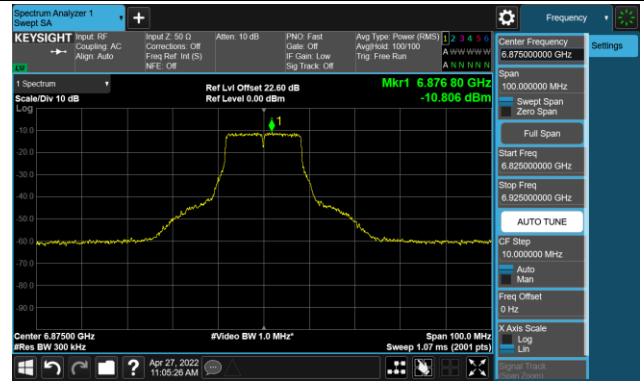 Spectrum Analyzer 1
Swept SA
Frequency
KEYSIGHT
Input: RF
Coupling: AC
Align: Auto
Input Z: 50 Ω
Corrections: Off
Freq Ref: Int (S)
NFE: Off
Atten: 10 dB
PNO: Fast
Gate: Off
IF Gain: Low
Sig Track: Off
Avg Type: Power (RMS)
Avg|Hold: 100/100
Trig: Free Run
1 2 3 4 5 6
A W W W W W
A N N N N N
LXI
1 Spectrum
Scale/Div 10 dB
Ref Lvl Offset 22.60 dB
Ref Level 0.00 dBm
Mkr1 6.876 80 GHz
-10.806 dBm
Log
1
-10.0
-20.0
-30.0
-40.0
-50.0
-60.0
-70.0
-80.0
-90.0
Center 6.87500 GHz
#Res BW 300 kHz
#Video BW 1.0 MHz*
Span 100.0 MHz
Sweep 1.07 ms (2001 pts)
Center Frequency
6.875000000 GHz
Settings
Span
100.000000 MHz
Swept Span
Zero Span
Full Span
Start Freq
6.825000000 GHz
Stop Freq
6.925000000 GHz
AUTO TUNE
CF Step
10.000000 MHz
Auto
Man
Freq Offset
0 Hz
X Axis Scale
Log
Lin
Signal Track
(Span Zoom)
?
Apr 27, 2022
11:05:26 AM